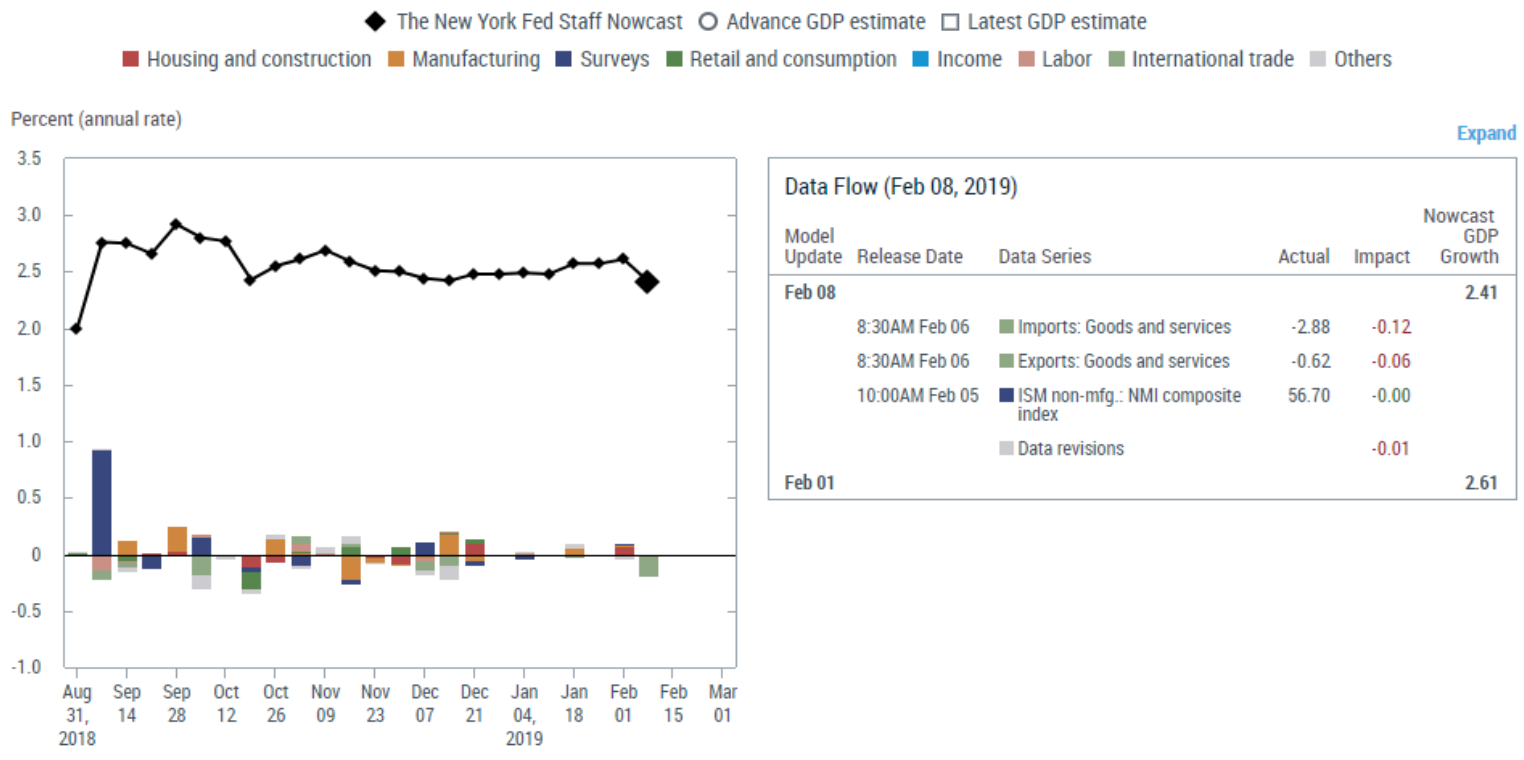 The New York Fed Staff Nowcast Advance GDP estimate Latest GDP estimate
Housing and construction Manufacturing Surveys Retail and consumption Income Labor International trade Others
Percent (annual rate)
Expand
3.5
3.0
2.5
2.0
1.5
1.0
0.5
0
-0.5
-1.0
Aug 31, 2018
Sep 14
Sep 28
Oct 12
Oct 26
Nov 09
Nov 23
Dec 07
Dec 21
Jan 04, 2019
Jan 18
Feb 01
Feb 15
Mar 01
Data Flow (Feb 08, 2019)
Model Update Release Date Data Series Actual Impact Nowcast GDP Growth
Feb 08 2.41
8:30AM Feb 06 Imports: Goods and services -2.88 -0.12
8:30AM Feb 06 Exports: Goods and services -0.62 -0.06
10:00AM Feb 05 ISM non-mfg.: NMI composite index 56.70 -0.00
Data revisions -0.01
Feb 01 2.61